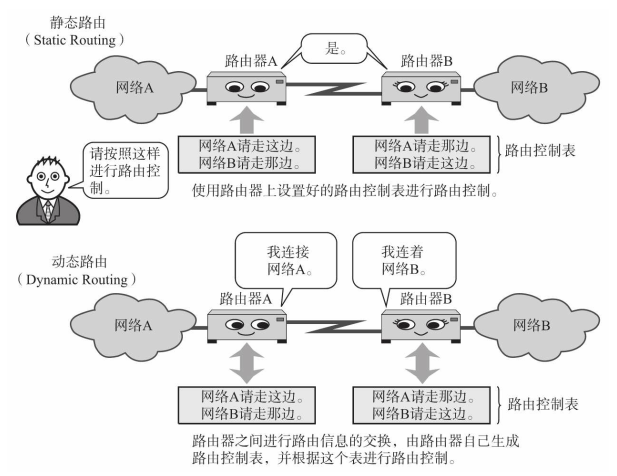 静态路由
（Static Routing）
是。
路由器A
路由器B
网络A
网络B
网络A请走这边。
网络B请走那边。
网络A请走那边。
网络B请走这边。
路由控制表
请按照这样
进行路由控
制。
使用路由器上设置好的路由控制表进行路由控制。
动态路由
（Dynamic Routing）
我连接
网络A。
我连着
网络B。
路由器A
路由器B
网络A
网络B
网络A请走这边。
网络B请走那边。
网络A请走那边。
网络B请走这边。
路由控制表
路由器之间进行路由信息的交换，由路由器自己生成
路由控制表，并根据这个表进行路由控制。